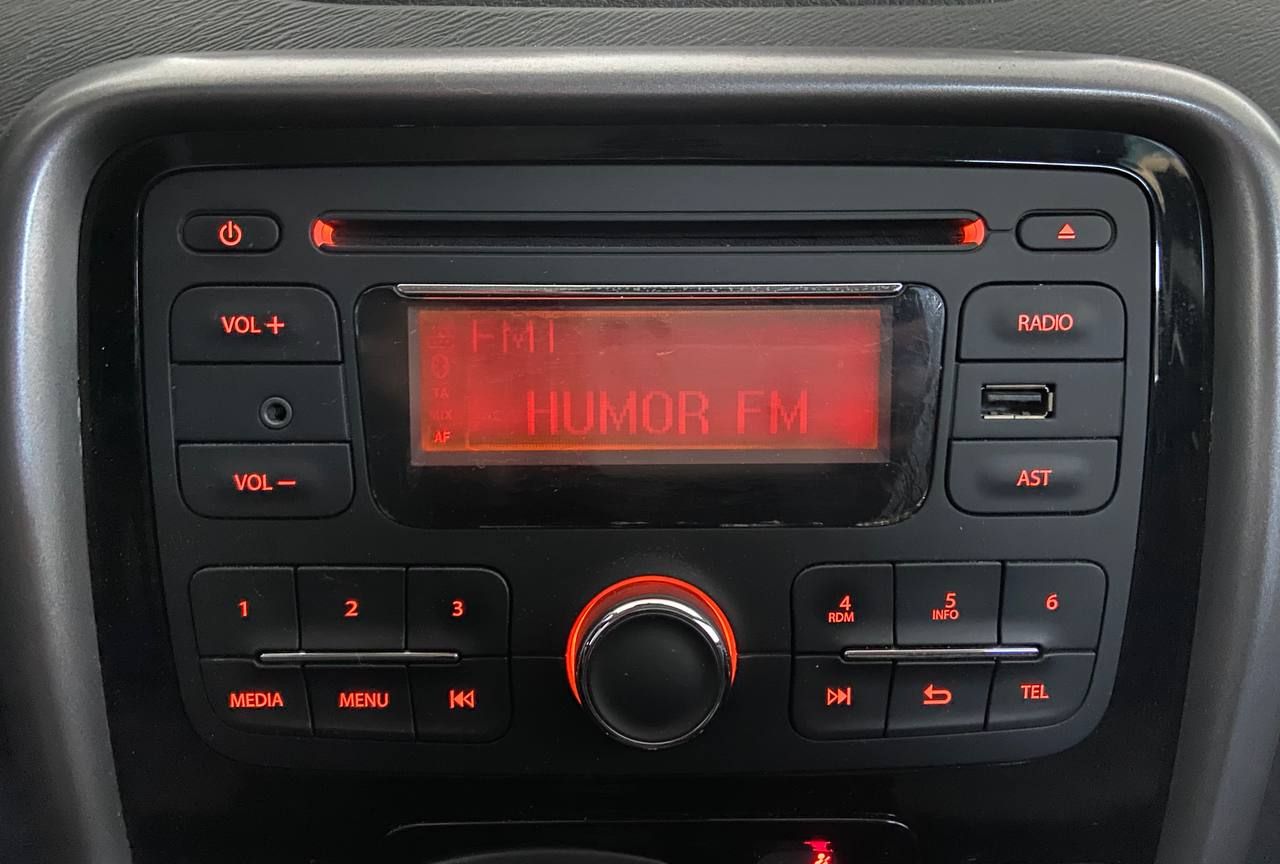 VOL +
VOL −
FM1
TA
MIX
AF
HUMOR FM
RADIO
AST
1
2
3
MEDIA
MENU
4
RDM
5
INFO
6
TEL